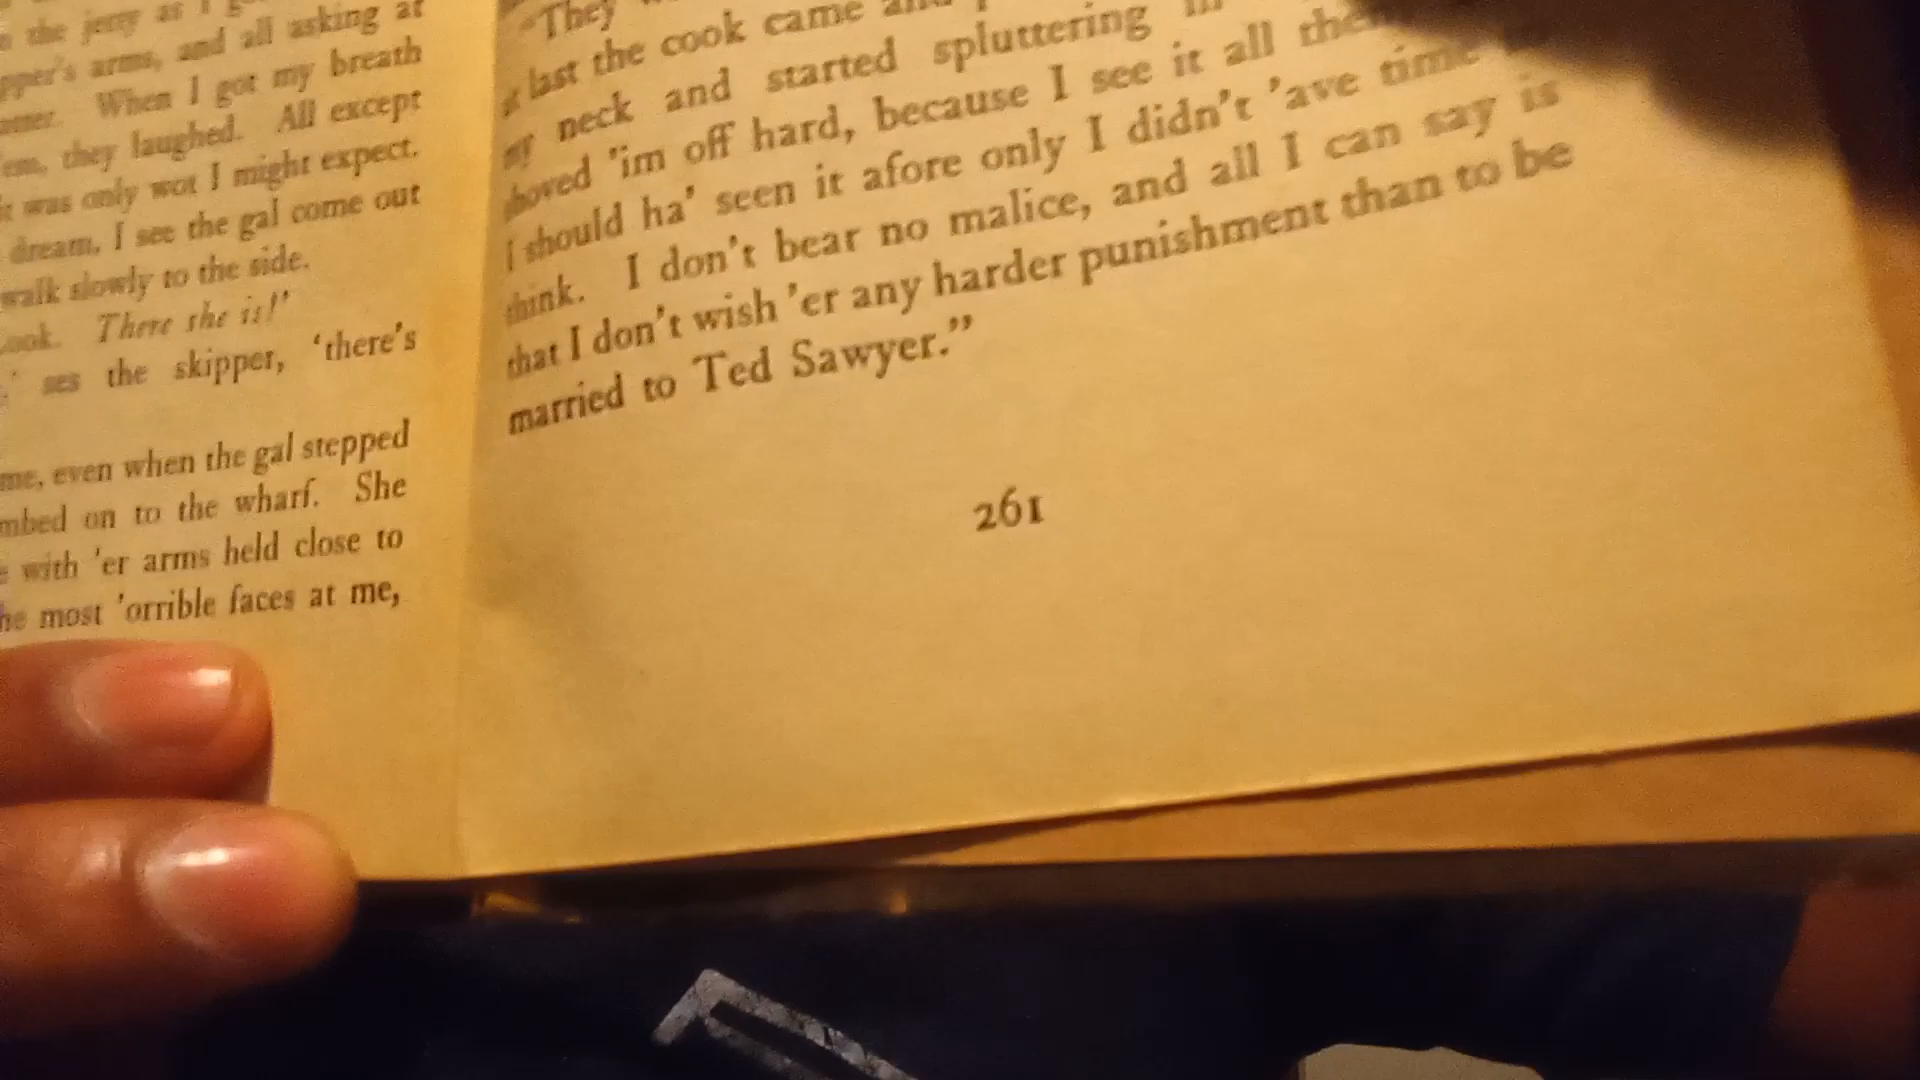 the jerry as I
arms, and all asking at
When I got my breath
they laughed. All except
was only wot I might expect.
dream, I see the gal come out
walk slowly to the side.
There she is!'
ses the skipper, 'there's
me, even when the gal stepped
on to the wharf. She
with 'er arms held close to
most 'orrible faces at me,
"They
last the cook came
my neck and started spluttering
shoved 'im off hard, because I see it all
I should ha' seen it afore only I didn't 'ave time
think. I don't bear no malice, and all I can say is
that I don't wish 'er any harder punishment than to be
married to Ted Sawyer."
261